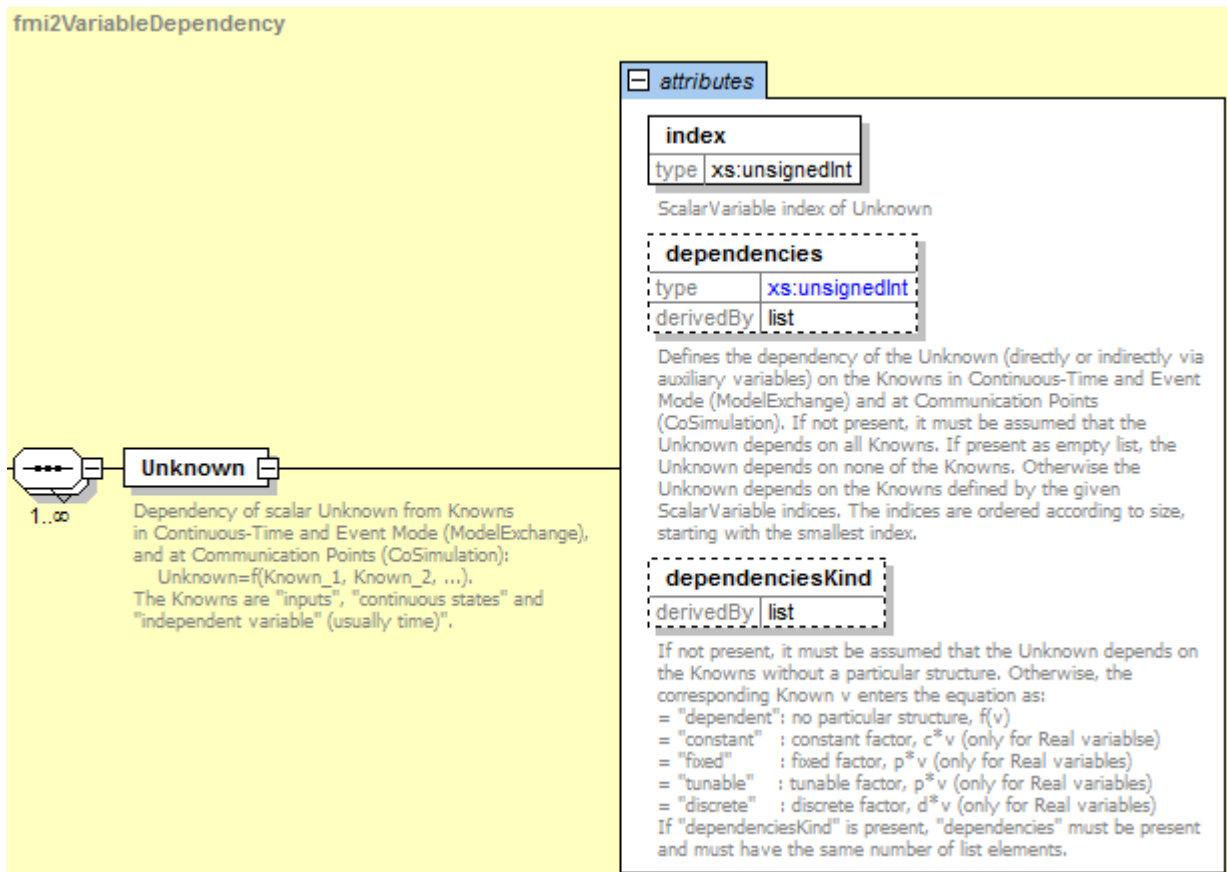 fmi2VariableDependency
attributes
index
type xs:unsignedInt
ScalarVariable index of Unknown
dependencies
type xs:unsignedInt
derivedBy list
Defines the dependency of the Unknown (directly or indirectly via
auxiliary variables) on the Knowns in Continuous-Time and Event
Mode (ModelExchange) and at Communication Points
(CoSimulation). If not present, it must be assumed that the
Unknown depends on all Knowns. If present as empty list, the
Unknown depends on none of the Knowns. Otherwise the
Unknown depends on the Knowns defined by the given
ScalarVariable indices. The indices are ordered according to size,
starting with the smallest index.
Unknown
1..∞
Dependency of scalar Unknown from Knowns
in Continuous-Time and Event Mode (ModelExchange),
and at Communication Points (CoSimulation):
Unknown=f(Known_1, Known_2, ...).
The Knowns are "inputs", "continuous states" and
"independent variable" (usually time)".
dependenciesKind
derivedBy list
If not present, it must be assumed that the Unknown depends on
the Knowns without a particular structure. Otherwise, the
corresponding Known v enters the equation as:
= "dependent": no particular structure, f(v)
= "constant" : constant factor, c*v (only for Real variablse)
= "fixed" : fixed factor, p*v (only for Real variables)
= "tunable" : tunable factor, p*v (only for Real variables)
= "discrete" : discrete factor, d*v (only for Real variables)
If "dependenciesKind" is present, "dependencies" must be present
and must have the same number of list elements.